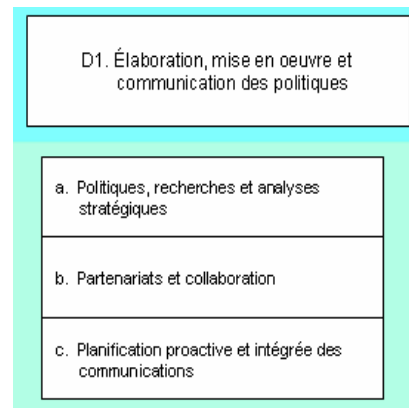 D1. Élaboration, mise en oeuvre et
communication des politiques
a. Politiques, recherches et analyses
stratégiques
b. Partenariats et collaboration
c. Planification proactive et intégrée des
communications